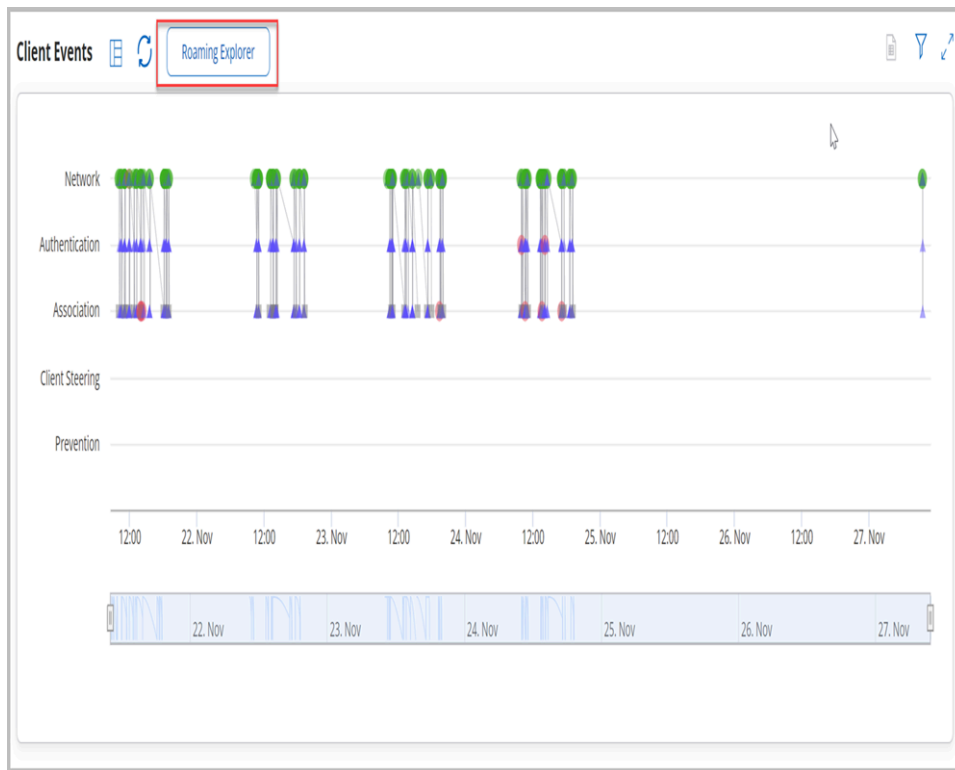 Client Events
Roaming Explorer
Network
Authentication
Association
Client Steering
Prevention
12:00 22. Nov 12:00 23. Nov 12:00 24. Nov 12:00 25. Nov 12:00 26. Nov 12:00 27. Nov
22. Nov 23. Nov 24. Nov 25. Nov 26. Nov 27. Nov